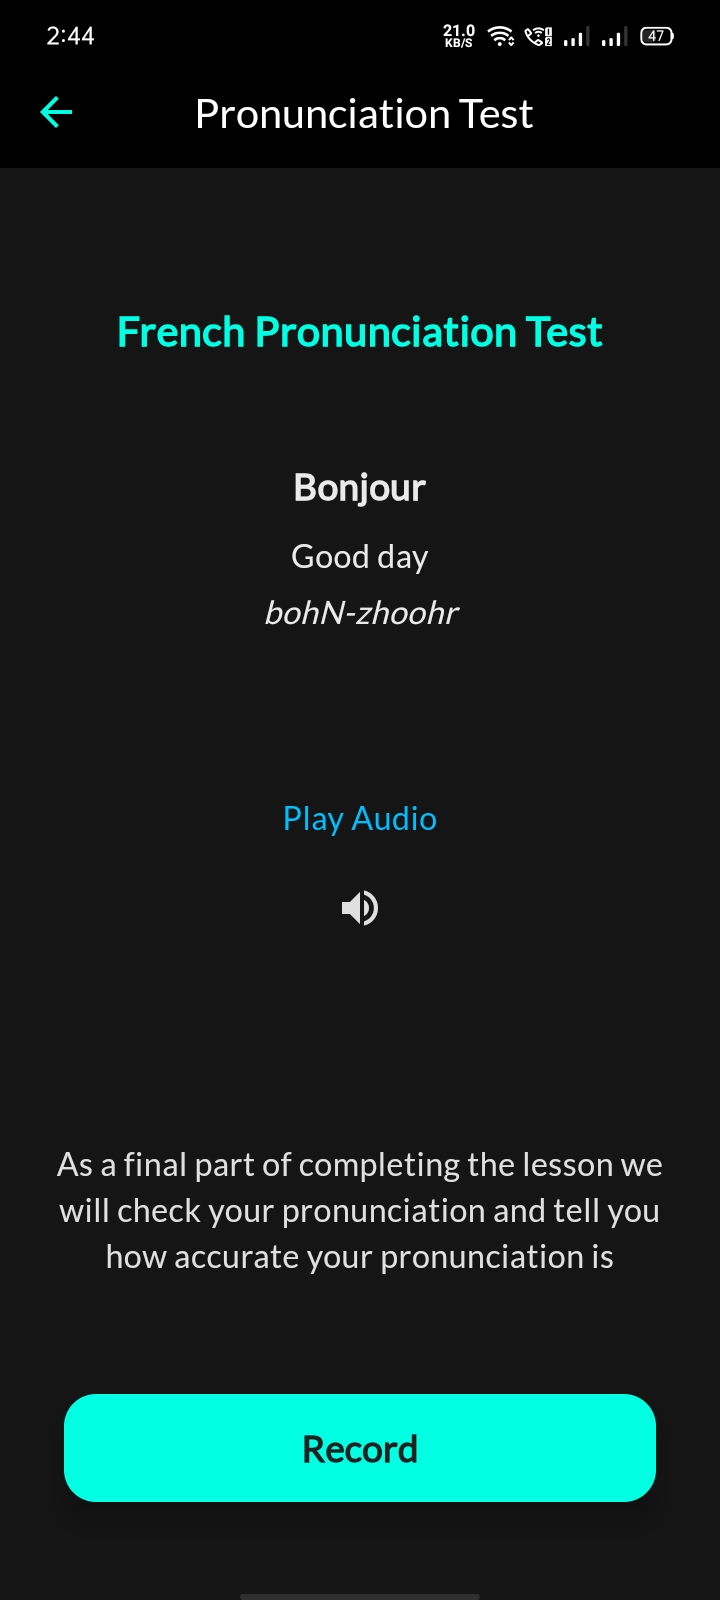 2:44
21.0
KB/S
47
Pronunciation Test
French Pronunciation Test
Bonjour
Good day
bohN-zhoohr
Play Audio
As a final part of completing the lesson we
will check your pronunciation and tell you
how accurate your pronunciation is
Record